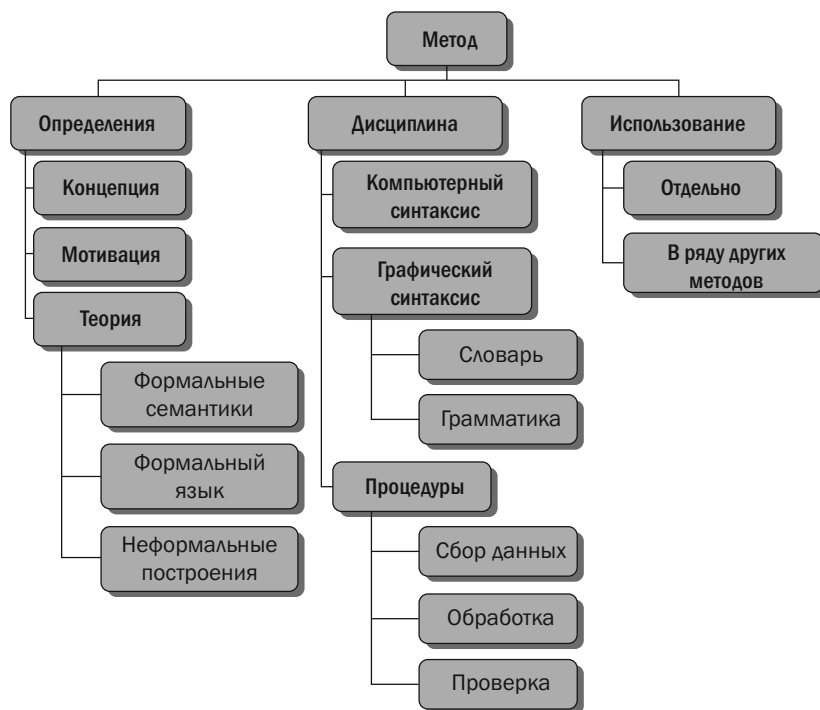 Метод
Определения
Концепция
Мотивация
Теория
Формальные
семантики
Формальный
язык
Неформальные
построения
Дисциплина
Компьютерный
синтаксис
Графический
синтаксис
Словарь
Грамматика
Процедуры
Сбор данных
Обработка
Проверка
Использование
Отдельно
В ряду других
методов